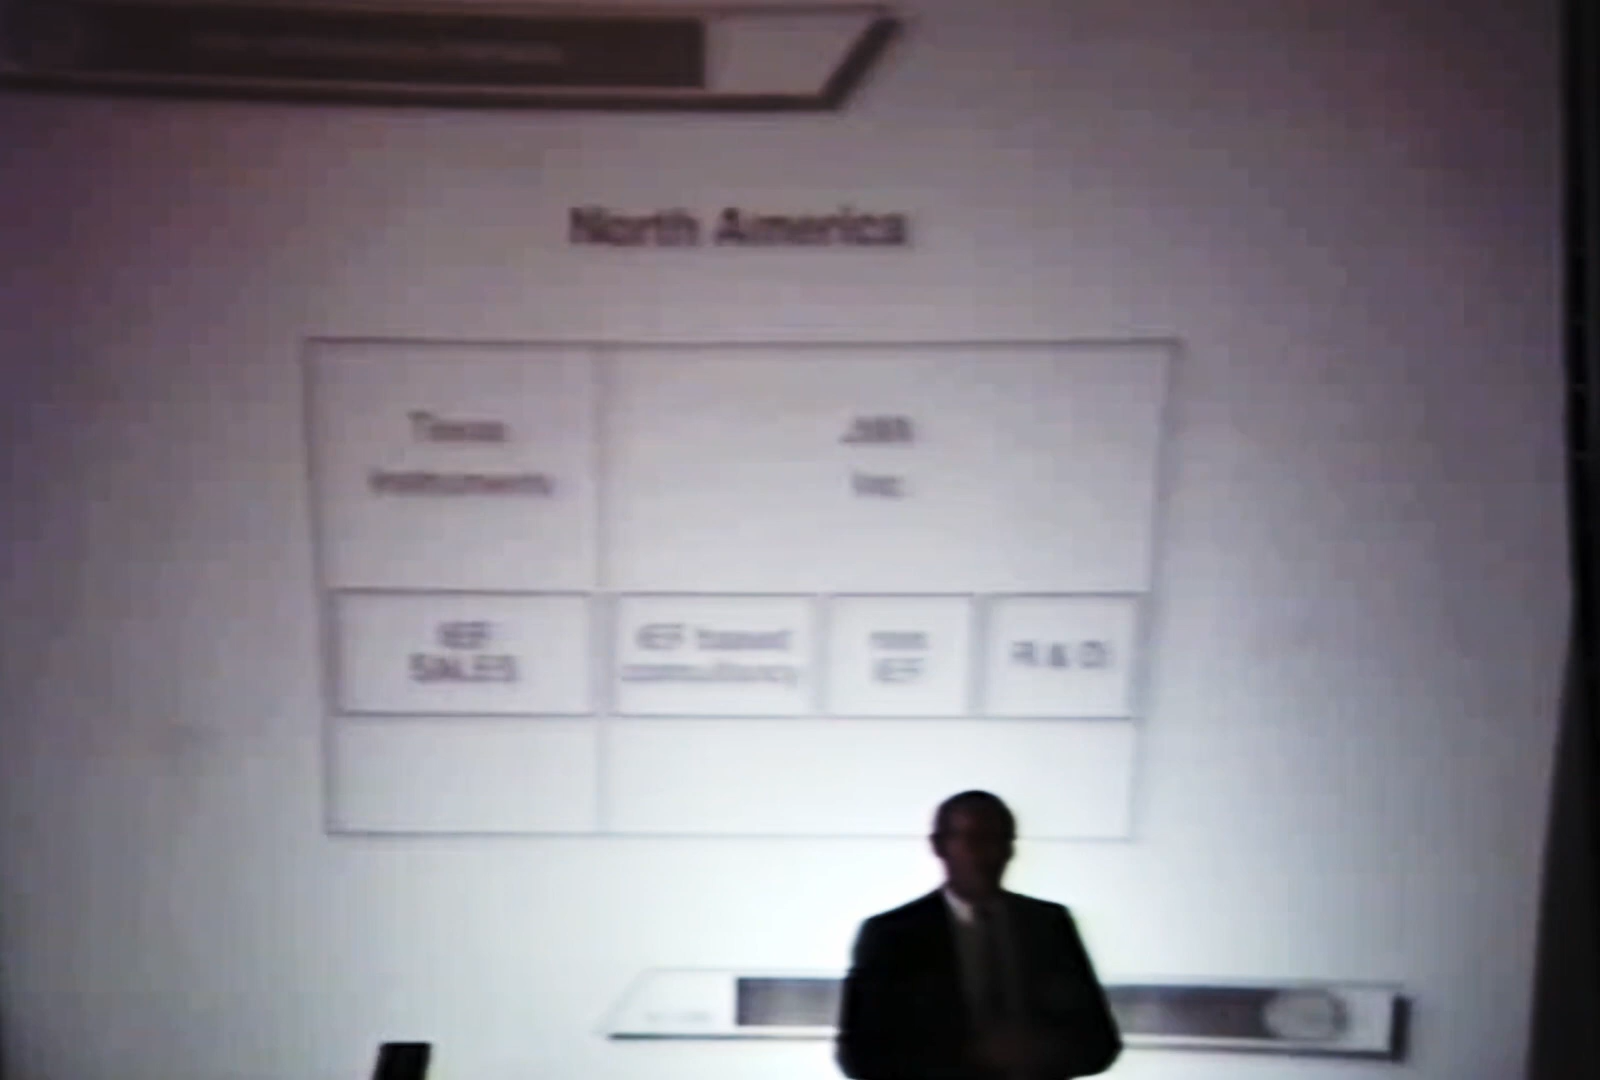 North America
Texas
Instruments
JMA
Inc.
IEF
SALES
IEF based
consultancy
non
IEF
R & D